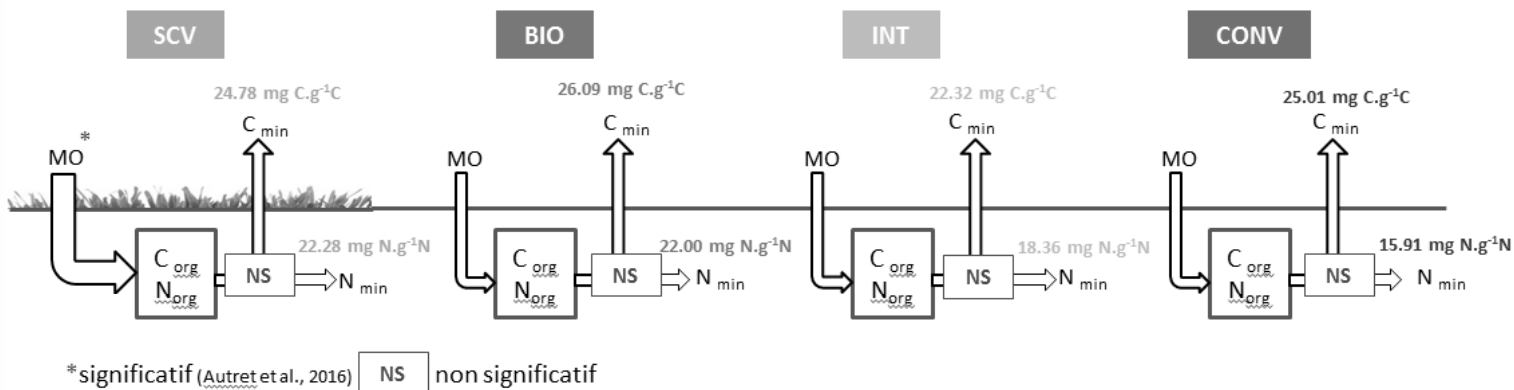 SCV BIO INT CONV
24.78 mg C.g⁻¹C 26.09 mg C.g⁻¹C 22.32 mg C.g⁻¹C 25.01 mg C.g⁻¹C
C min C min C min C min
MO* MO MO MO
22.28 mg N.g⁻¹N 22.00 mg N.g⁻¹N 18.36 mg N.g⁻¹N 15.91 mg N.g⁻¹N
C org C org C org C org
NS N min NS N min NS N min NS N min
N org N org N org N org
*significatif (Autret et al., 2016) NS non significatif